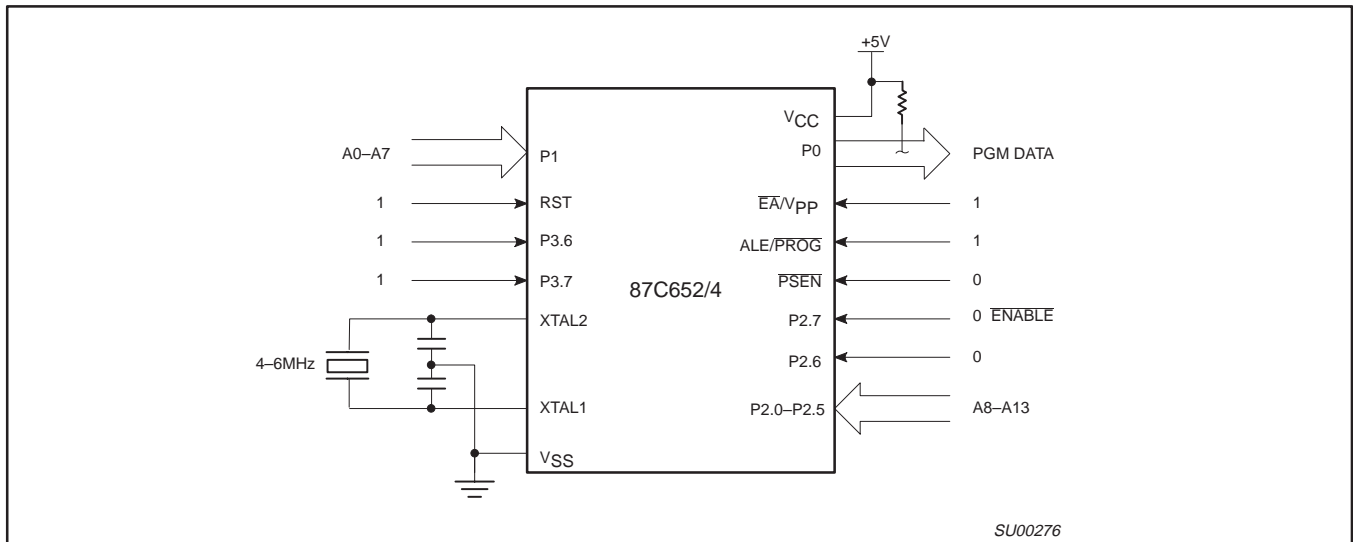 +5V
VCC
A0–A7
P1
P0
PGM DATA
1
RST
EA/VPP
1
1
P3.6
ALE/PROG
1
1
P3.7
PSEN
0
87C652/4
XTAL2
P2.7
0 ENABLE
4–6MHz
P2.6
0
XTAL1
P2.0–P2.5
A8–A13
VSS
SU00276